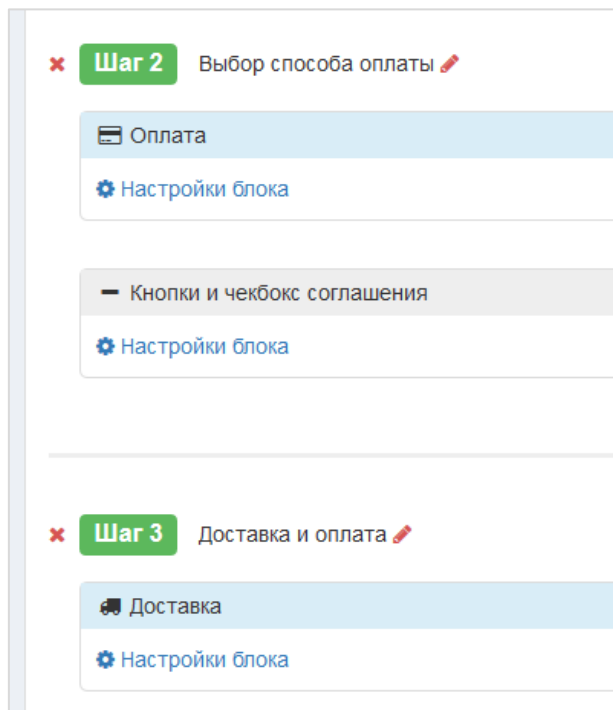 Шаг 2 Выбор способа оплаты
Оплата
Настройки блока
Кнопки и чекбокс соглашения
Настройки блока
Шаг 3 Доставка и оплата
Доставка
Настройки блока